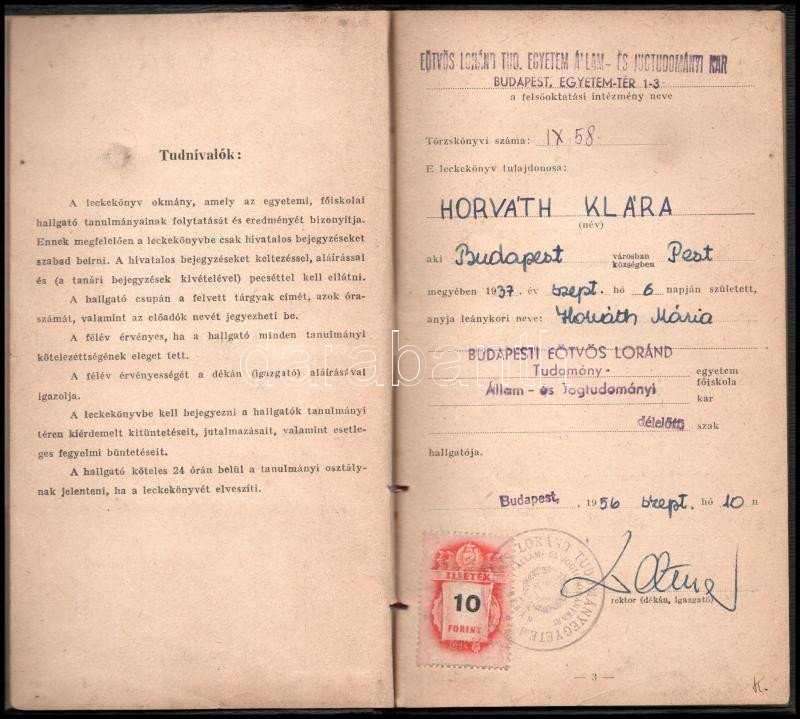 Tudnivalók:
A leckekönyv okmány, amely az egyetemi, főiskolai
hallgató tanulmányainak folytatását és eredményét bizonyítja.
Ennek megfelelően a leckekönyvbe csak hivatalos bejegyzéseket
szabad beírni. A hivatalos bejegyzéseket keltezéssel, aláírással
és (a tanári bejegyzések kivételével) pecséttel kell ellátni.
A hallgató csupán a felvett tárgyak címét, azok óra-
számát, valamint az előadók nevét jegyezheti be.
A félév érvényes, ha a hallgató minden tanulmányi
kötelezettségének eleget tett.
A félév érvényességét a dékán (igazgató) aláírásával
igazolja.
A leckekönyvbe kell bejegyezni a hallgatók tanulmányi
téren kiérdemelt kitüntetéseit, jutalmazásait, valamint esetle-
ges fegyelmi büntetéseit.
A hallgató köteles 24 órán belül a tanulmányi osztály-
nak jelenteni, ha a leckekönyvét elveszíti.
EÖTVÖS LORÁND TUD. EGYETEM ÁLLAM- ÉS JOGTUDOMÁNYI KAR
BUDAPEST, EGYETEM-TÉR 1-3.
a felsőoktatási intézmény neve
Törzskönyvi száma: IX.58.
E leckekönyv tulajdonosa:
HORVÁTH KLÁRA
(név)
aki Budapest városban községben Pest
megyében 1937. év szept. hó 6 napján született,
anyja leánykori neve: Horváth Mária
BUDAPESTI EÖTVÖS LORÁND
Tudomány- egyetem
főiskola
Állam- és Jogtudományi kar
délelőtti szak
hallgatója.
Budapest, 1956 szept. hó 10 n
rektor (dékán, igazgató)
ILLETÉK
10
FORINT
— 3 —
K.
darabanth